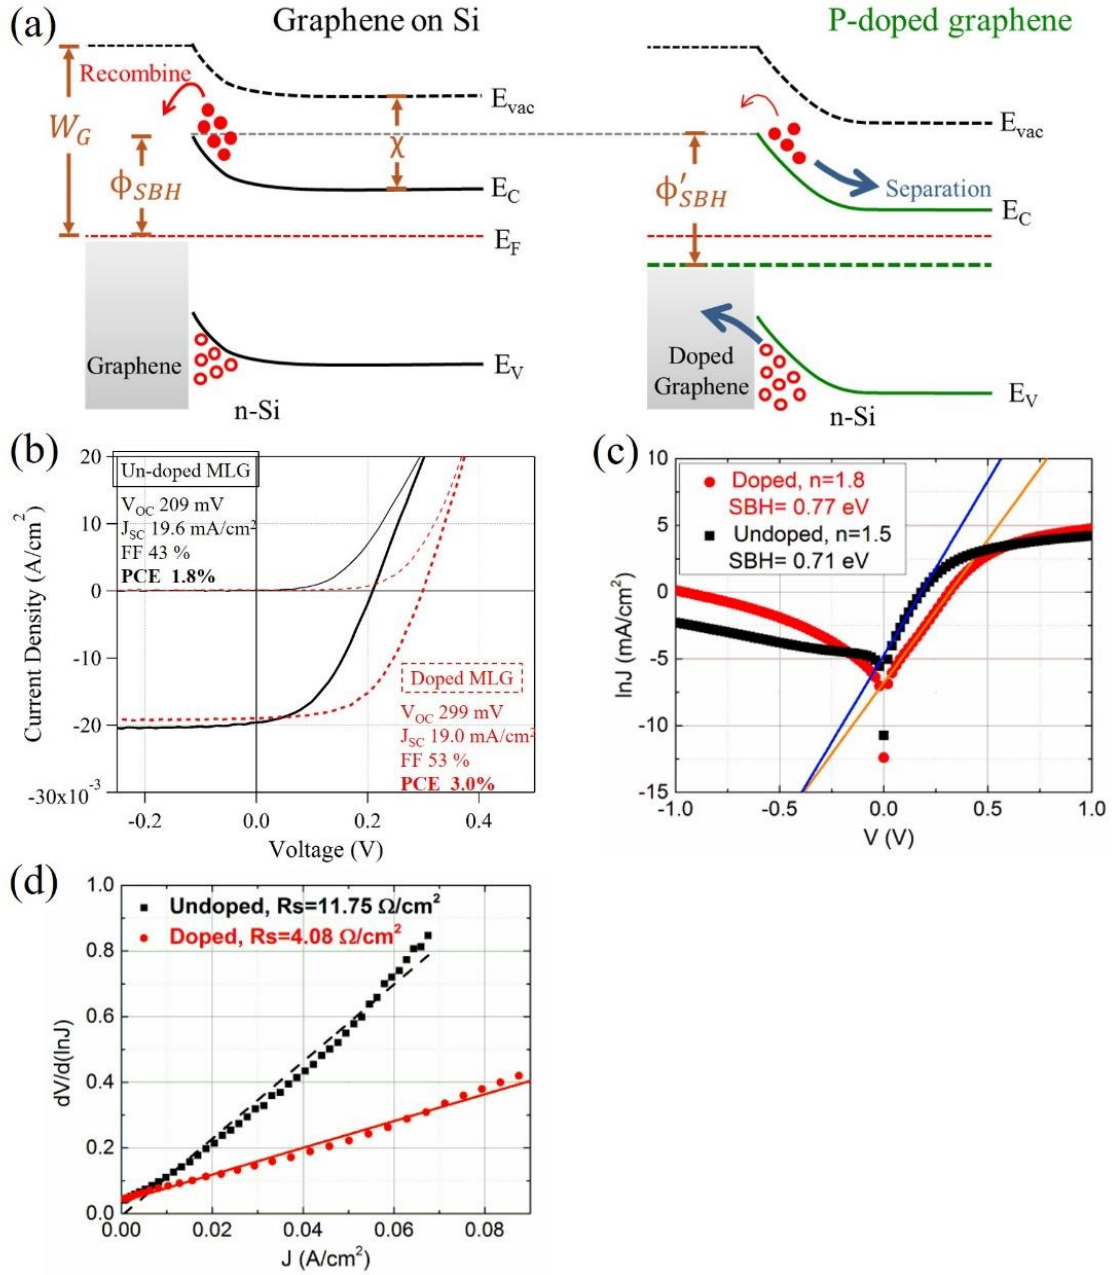 (a)
Graphene on Si
P-doped graphene
Recombine
W_G
ϕ_SBH
χ
E_vac
E_C
E_F
Graphene
E_V
n-Si
E_vac
ϕ′_SBH
Separation
E_C
Doped
Graphene
E_V
n-Si
(b)
Un-doped MLG
V_OC 209 mV
J_SC 19.6 mA/cm²
FF 43 %
PCE 1.8%
Doped MLG
V_OC 299 mV
J_SC 19.0 mA/cm²
FF 53 %
PCE 3.0%
Current Density (A/cm²)
20
10
0
-10
-20
-30x10⁻³
-0.2
0.0
0.2
0.4
Voltage (V)
(c)
Doped, n=1.8
SBH= 0.77 eV
Undoped, n=1.5
SBH= 0.71 eV
lnJ (mA/cm²)
10
5
0
-5
-10
-15
-1.0
-0.5
0.0
0.5
1.0
V (V)
(d)
Undoped, Rs=11.75 Ω/cm²
Doped, Rs=4.08 Ω/cm²
dV/d(lnJ)
1.0
0.8
0.6
0.4
0.2
0.0
0.00
0.02
0.04
0.06
0.08
J (A/cm²)